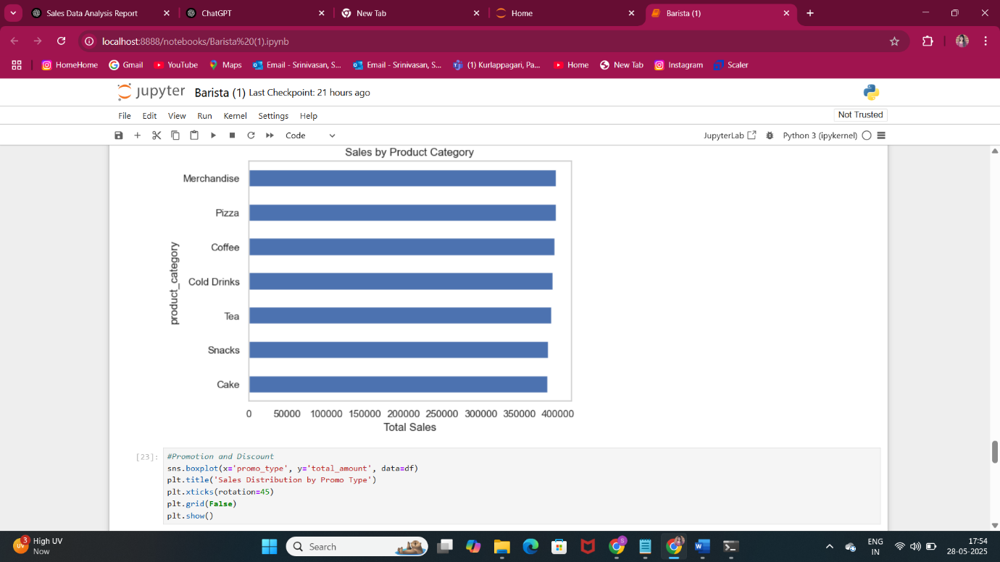 Sales Data Analysis Report
ChatGPT
New Tab
Home
Barista (1)
localhost:8888/notebooks/Barista%20(1).ipynb
HomeHome
Gmail
YouTube
Maps
Email - Srinivasan, S...
Email - Srinivasan, S...
(1) Kurlappagari, Pa...
Home
New Tab
Instagram
Scaler
jupyter Barista (1) Last Checkpoint: 21 hours ago
File Edit View Run Kernel Settings Help
Not Trusted
Code
JupyterLab
Python 3 (ipykernel)
Sales by Product Category
product_category
Merchandise
Pizza
Coffee
Cold Drinks
Tea
Snacks
Cake
0 50000 100000 150000 200000 250000 300000 350000 400000
Total Sales
[23]:
#Promotion and Discount
sns.boxplot(x='promo_type', y='total_amount', data=df)
plt.title('Sales Distribution by Promo Type')
plt.xticks(rotation=45)
plt.grid(False)
plt.show()
UV
3
High UV
Now
Search
S
W
ENG
IN
17:54
28-05-2025